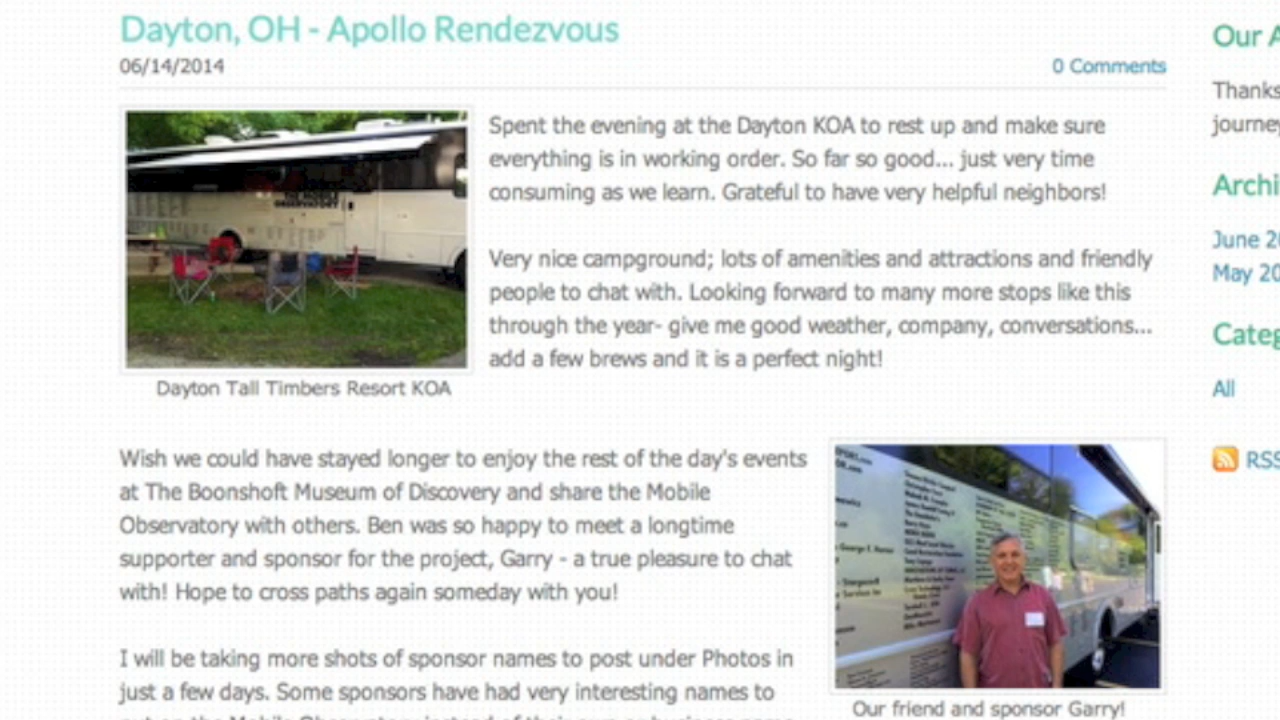 Dayton, OH - Apollo Rendezvous
06/14/2014
0 Comments
Spent the evening at the Dayton KOA to rest up and make sure
everything is in working order. So far so good... just very time
consuming as we learn. Grateful to have very helpful neighbors!
Very nice campground; lots of amenities and attractions and friendly
people to chat with. Looking forward to many more stops like this
through the year- give me good weather, company, conversations...
add a few brews and it is a perfect night!
THE MOBILE
OBSERVATORY
Dayton Tall Timbers Resort KOA
Wish we could have stayed longer to enjoy the rest of the day's events
at The Boonshoft Museum of Discovery and share the Mobile
Observatory with others. Ben was so happy to meet a longtime
supporter and sponsor for the project, Garry - a true pleasure to chat
with! Hope to cross paths again someday with you!
I will be taking more shots of sponsor names to post under Photos in
just a few days. Some sponsors have had very interesting names to
Our friend and sponsor Garry!
Our A
Thanks
journey
Archi
June 20
May 20
Categ
All
RSS